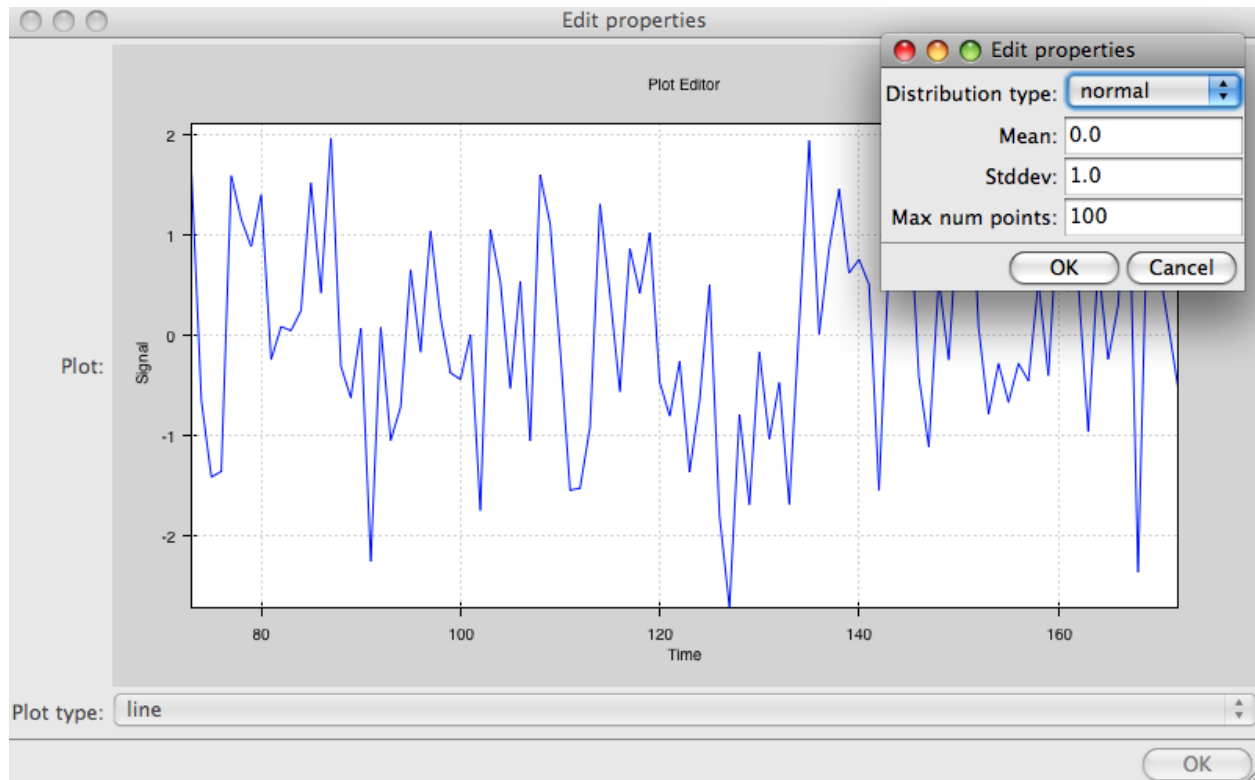 Edit properties
Plot Editor
Plot:
Signal
2
1
0
-1
-2
80
100
120
140
160
Time
Plot type: line
OK
Edit properties
Distribution type: normal
Mean: 0.0
Stddev: 1.0
Max num points: 100
OK Cancel